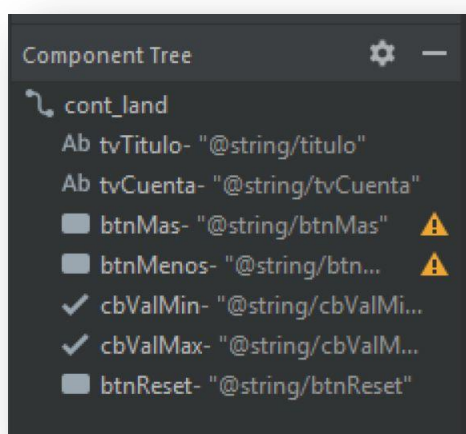 Component Tree
cont_land
Ab tvTitulo- "@string/titulo"
Ab tvCuenta- "@string/tvCuenta"
btnMas- "@string/btnMas"
btnMenos- "@string/btn...
cbValMin- "@string/cbValMi...
cbValMax- "@string/cbValM...
btnReset- "@string/btnReset"